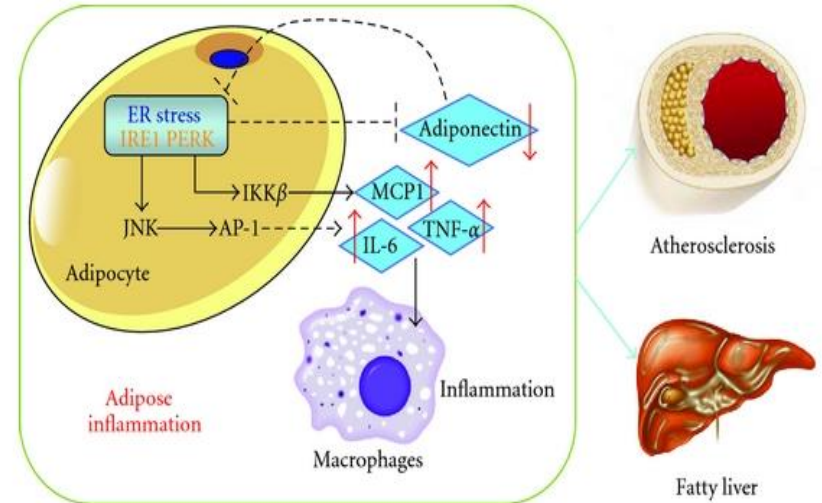 ER stress
IRE1 PERK
Adiponectin
IKKβ
MCP1
JNK
AP-1
TNF-α
IL-6
Adipocyte
Atherosclerosis
Adipose
inflammation
Inflammation
Macrophages
Fatty liver